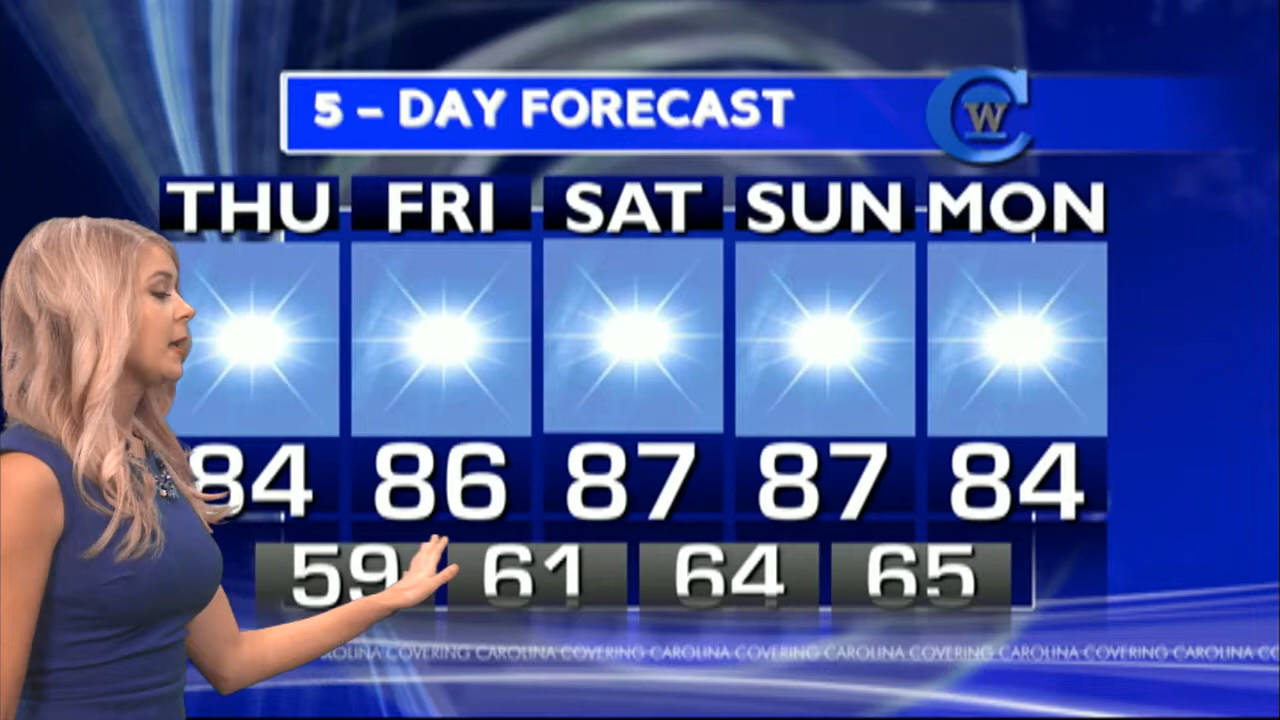 5 – DAY FORECAST
C W
THU FRI SAT SUN MON
84 86 87 87 84
59 61 64 65
CAROLINA COVERING CAROLINA COVERING CAROLINA COVERING CAROLINA COVERING CAROLINA CO